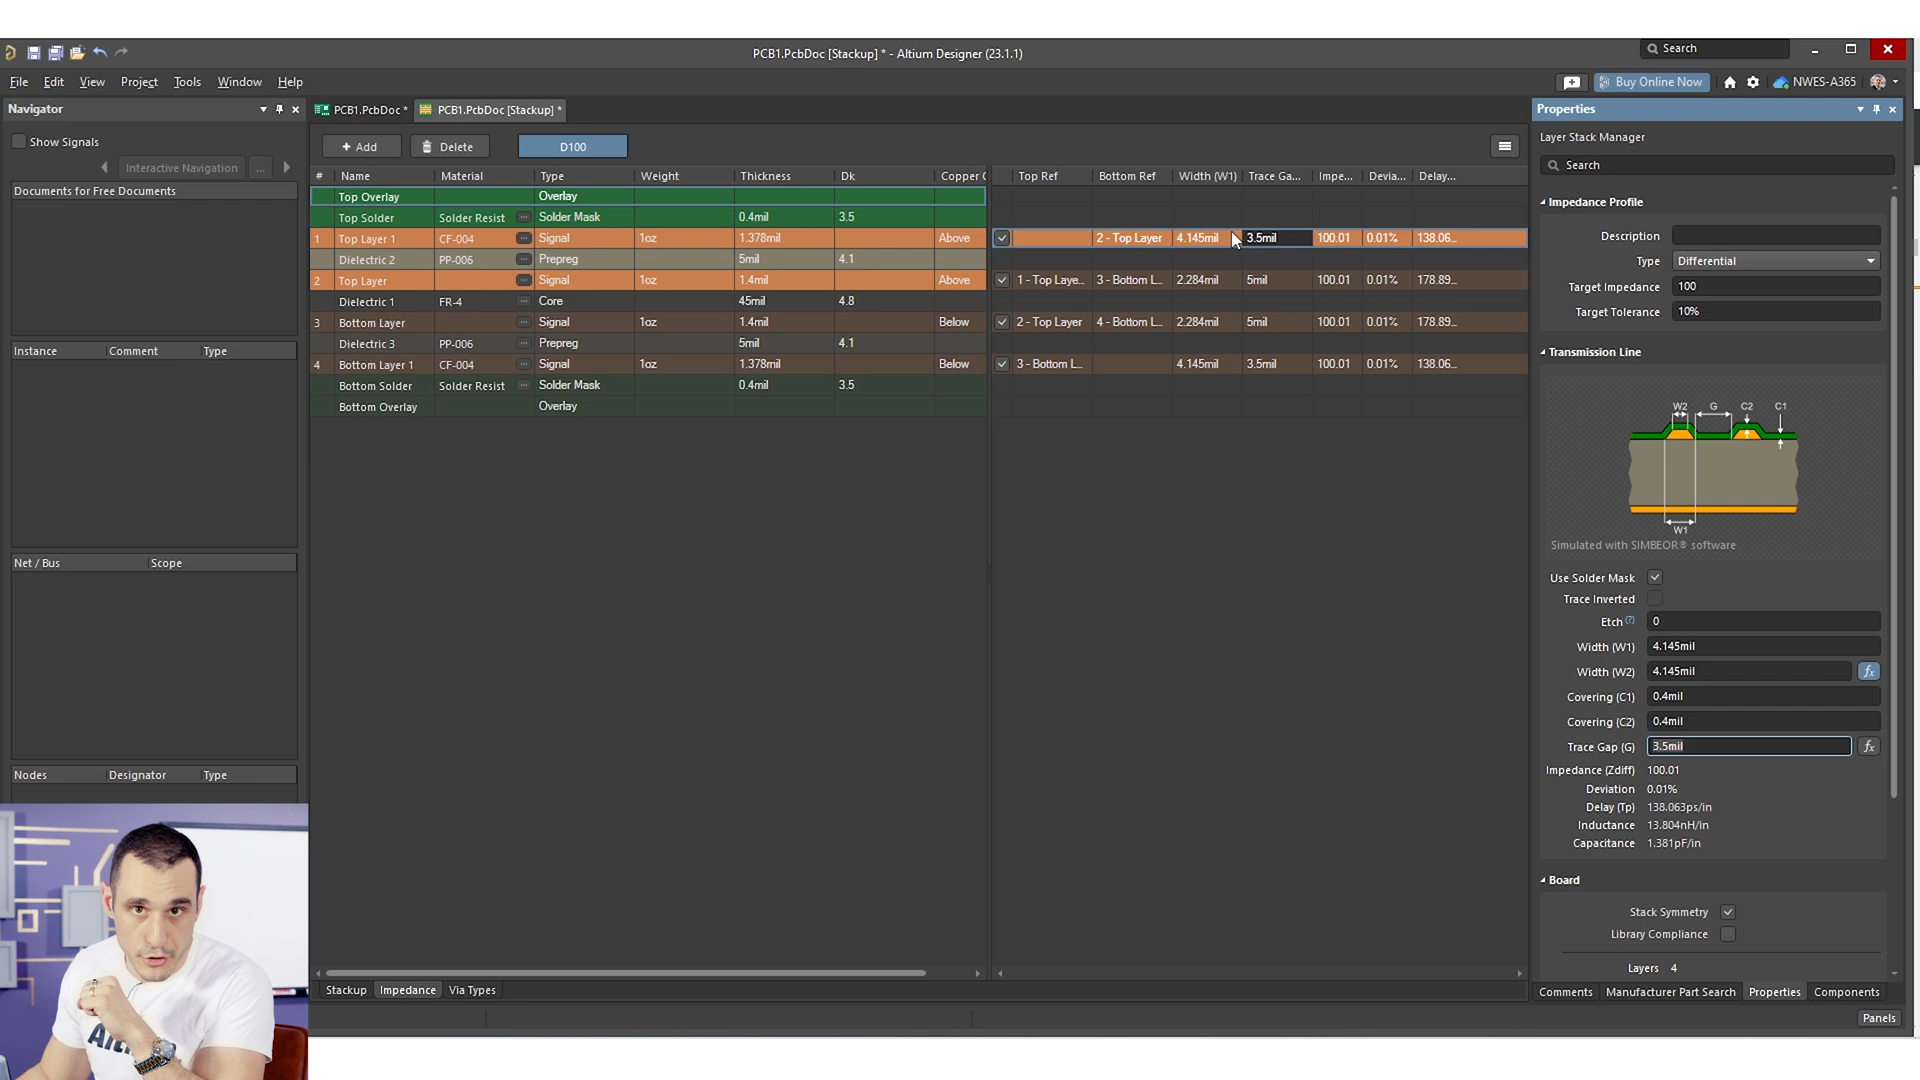 PCB1.PcbDoc [Stackup] * - Altium Designer (23.1.1)
Search
File Edit View Project Tools Window Help
Buy Online Now
NWES-A365
Navigator
PCB1.PcbDoc *
PCB1.PcbDoc [Stackup] *
Properties
Show Signals
Interactive Navigation ...
Documents for Free Documents
Instance Comment Type
Net / Bus Scope
Nodes Designator Type
+ Add
Delete
D100
# Name Material Type Weight Thickness Dk Copper O
Top Ref Bottom Ref Width (W1) Trace Ga... Impe... Devia... Delay...
Top Overlay Overlay
Top Solder Solder Resist Solder Mask 0.4mil 3.5
1 Top Layer 1 CF-004 Signal 1oz 1.378mil Above 2 - Top Layer 4.145mil 3.5mil 100.01 0.01% 138.06...
Dielectric 2 PP-006 Prepreg 5mil 4.1
2 Top Layer Signal 1oz 1.4mil Above 1 - Top Laye... 3 - Bottom L... 2.284mil 5mil 100.01 0.01% 178.89...
Dielectric 1 FR-4 Core 45mil 4.8
3 Bottom Layer Signal 1oz 1.4mil Below 2 - Top Layer 4 - Bottom L... 2.284mil 5mil 100.01 0.01% 178.89...
Dielectric 3 PP-006 Prepreg 5mil 4.1
4 Bottom Layer 1 CF-004 Signal 1oz 1.378mil Below 3 - Bottom L... 4.145mil 3.5mil 100.01 0.01% 138.06...
Bottom Solder Solder Resist Solder Mask 0.4mil 3.5
Bottom Overlay Overlay
Stackup Impedance Via Types
Layer Stack Manager
Search
Impedance Profile
Description
Type Differential
Target Impedance 100
Target Tolerance 10%
Transmission Line
W2 G C2 C1
W1
Simulated with SIMBEOR® software
Use Solder Mask
Trace Inverted
Etch (?) 0
Width (W1) 4.145mil
Width (W2) 4.145mil fx
Covering (C1) 0.4mil
Covering (C2) 0.4mil
Trace Gap (G) 3.5mil fx
Impedance (Zdiff) 100.01
Deviation 0.01%
Delay (Tp) 138.063ps/in
Inductance 13.804nH/in
Capacitance 1.381pF/in
Board
Stack Symmetry
Library Compliance
Layers 4
Comments Manufacturer Part Search Properties Components
Panels